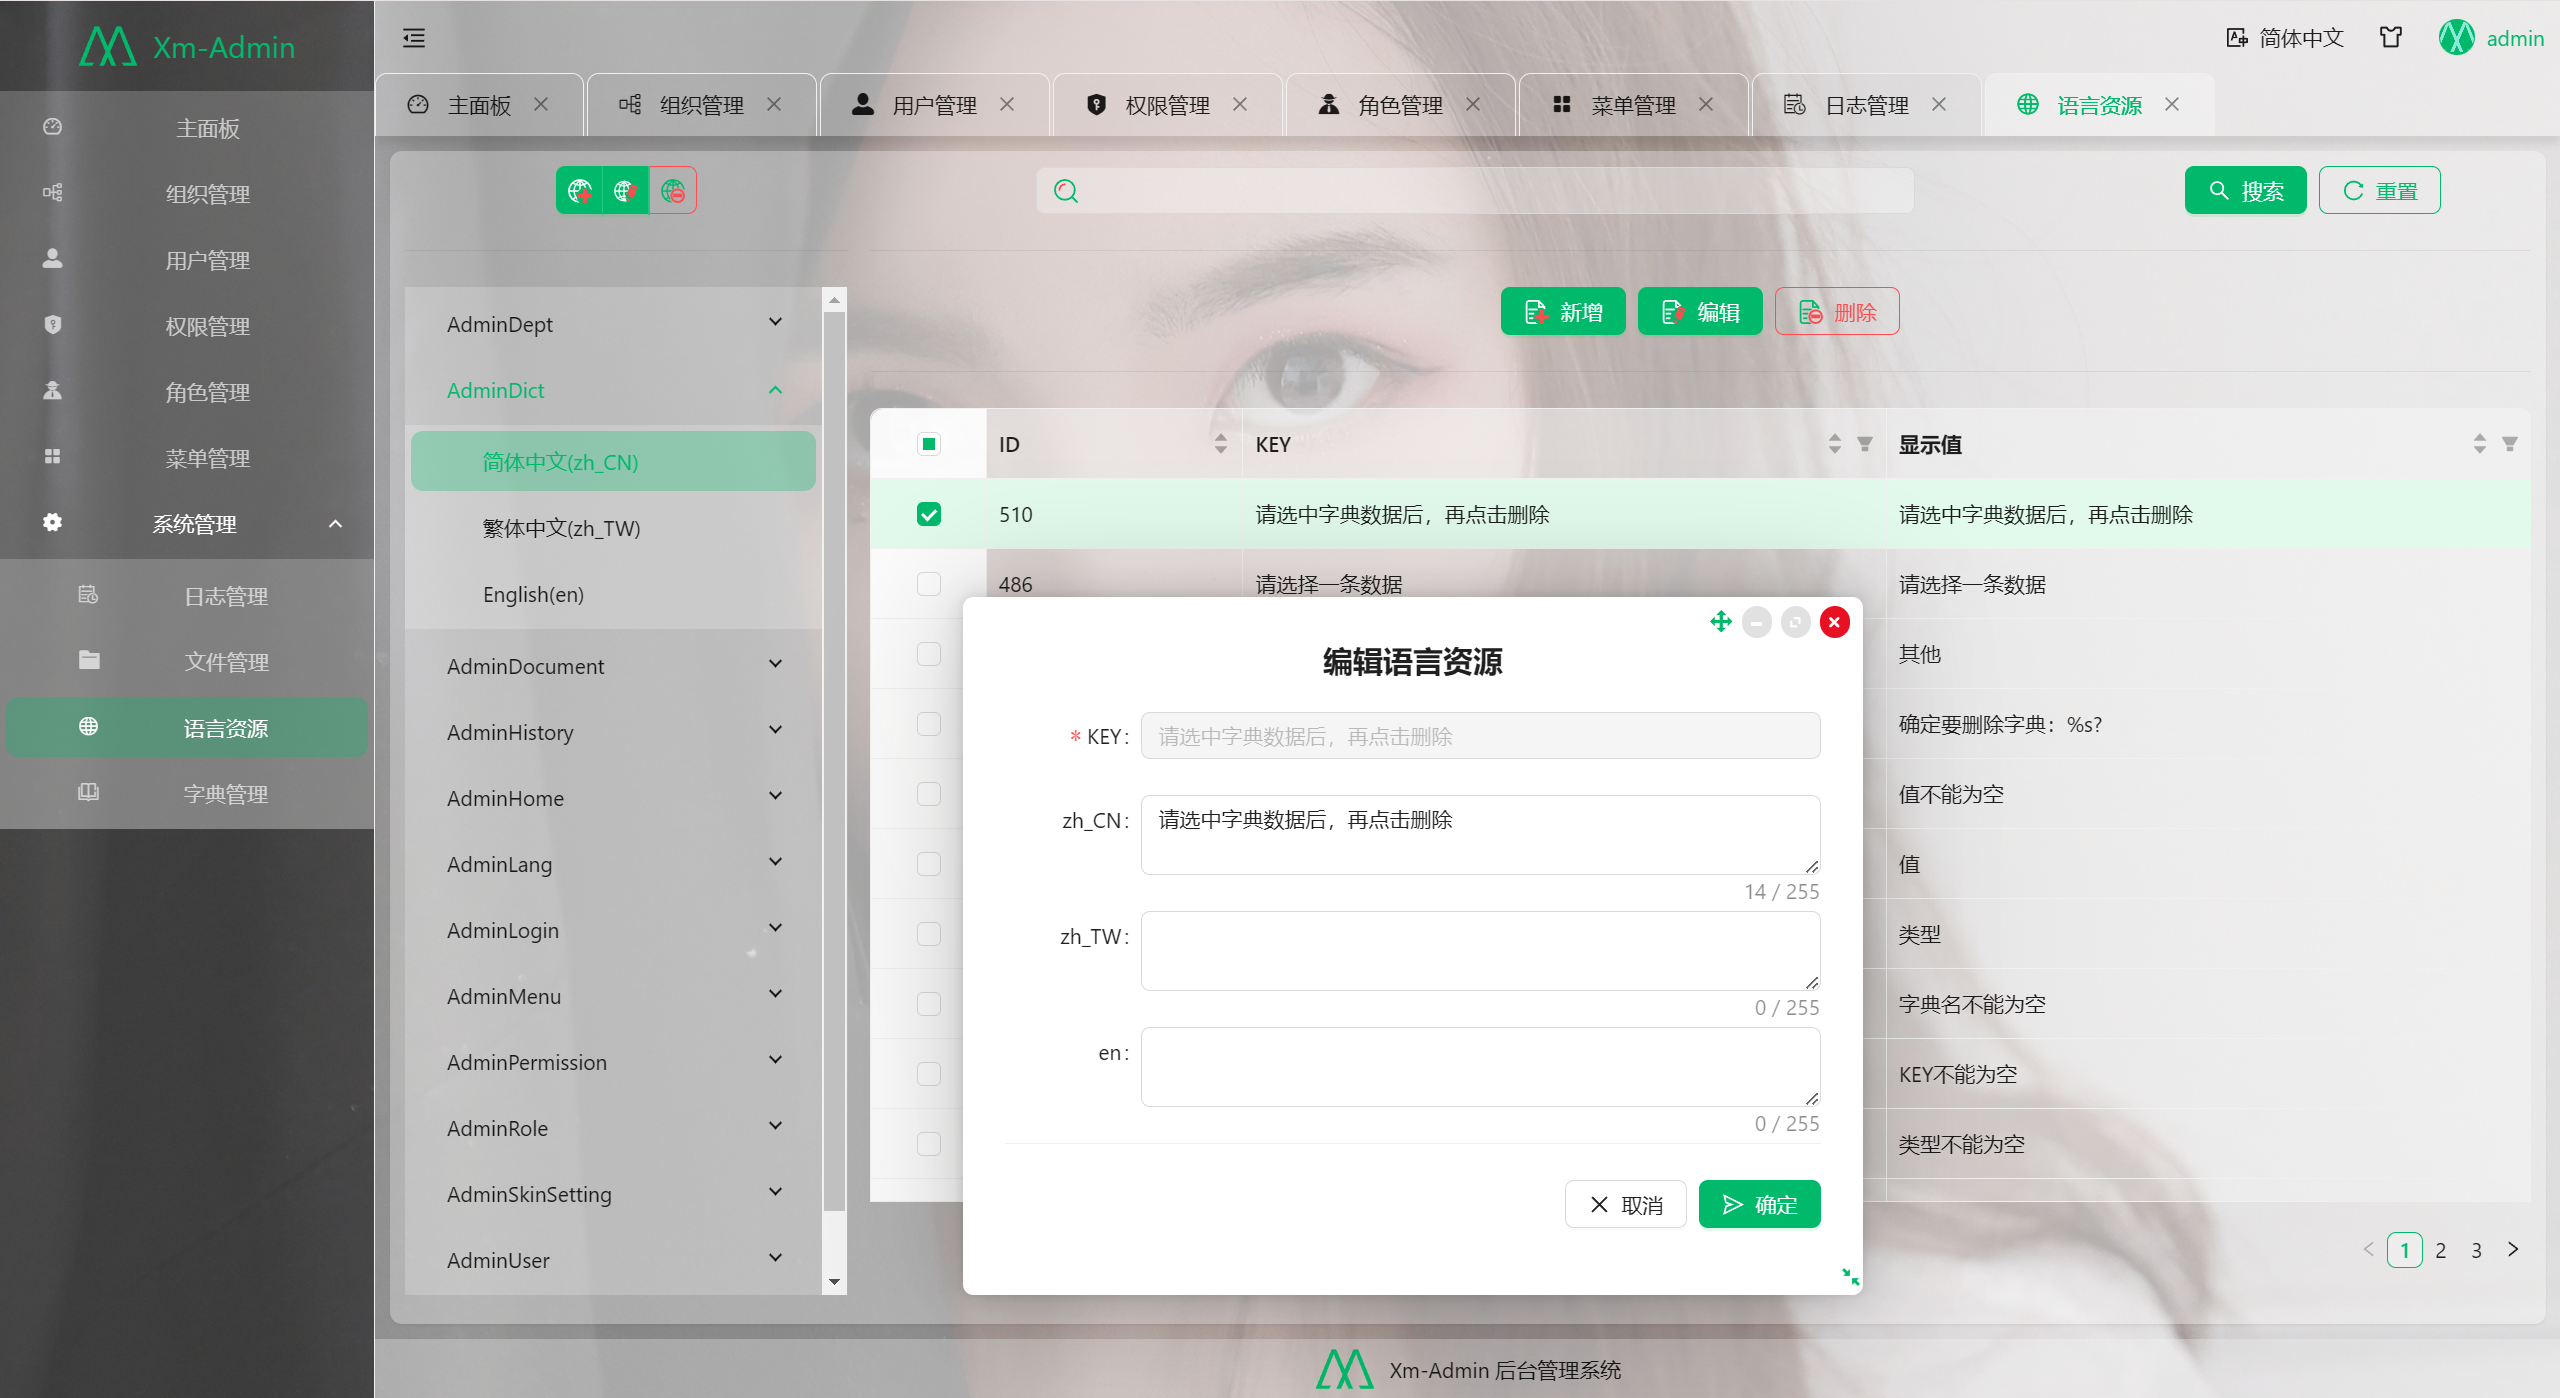 Xm-Admin
简体中文
admin
主面板
组织管理
用户管理
权限管理
角色管理
菜单管理
日志管理
语言资源
主面板
组织管理
用户管理
权限管理
角色管理
菜单管理
系统管理
日志管理
文件管理
语言资源
字典管理
搜索
重置
AdminDept
AdminDict
简体中文(zh_CN)
繁体中文(zh_TW)
English(en)
AdminDocument
AdminHistory
AdminHome
AdminLang
AdminLogin
AdminMenu
AdminPermission
AdminRole
AdminSkinSetting
AdminUser
新增
编辑
删除
ID KEY 显示值
510 请选中字典数据后，再点击删除 请选中字典数据后，再点击删除
486 请选择一条数据 请选择一条数据
其他
确定要删除字典：%s?
值不能为空
值
类型
字典名不能为空
KEY不能为空
类型不能为空
编辑语言资源
* KEY: 请选中字典数据后，再点击删除
zh_CN: 请选中字典数据后，再点击删除
14 / 255
zh_TW:
0 / 255
en:
0 / 255
取消
确定
1 2 3
Xm-Admin 后台管理系统